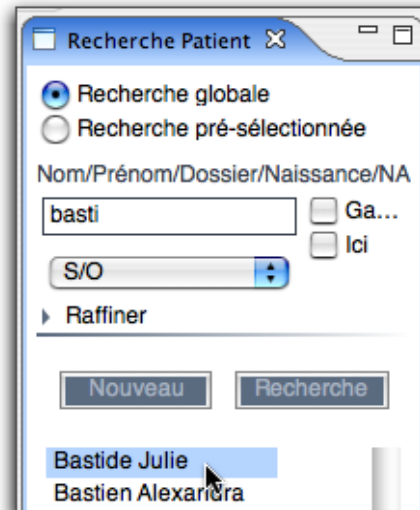 Recherche Patient
Recherche globale
Recherche pré-sélectionnée
Nom/Prénom/Dossier/Naissance/NA
basti
Ga...
Ici
S/O
Raffiner
Nouveau Recherche
Bastide Julie
Bastien Alexandra